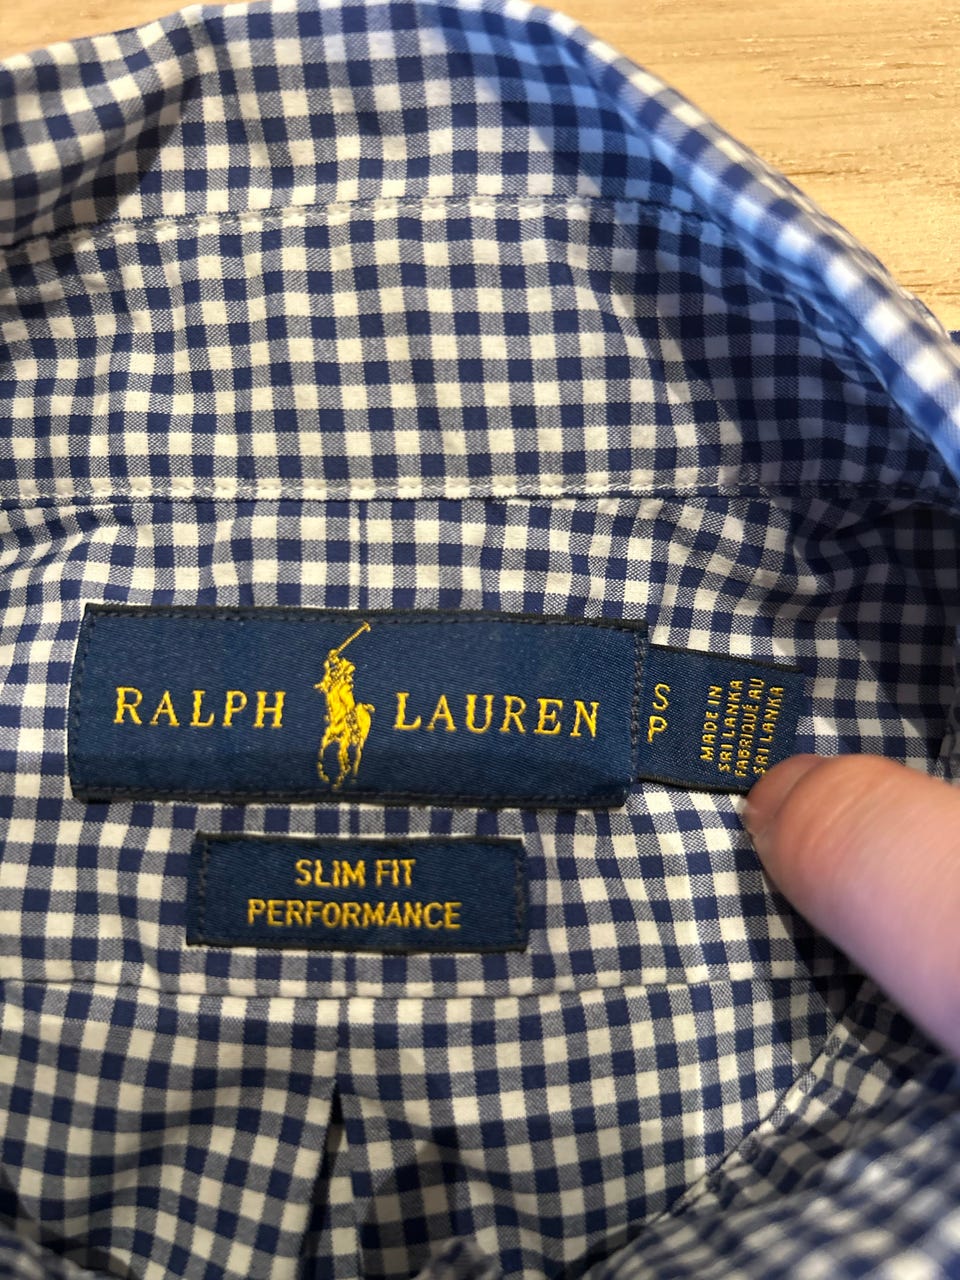 RALPH LAUREN
S
P
MADE IN
SRI LANKA
FABRIQUÉ AU
SRI LANKA
SLIM FIT
PERFORMANCE